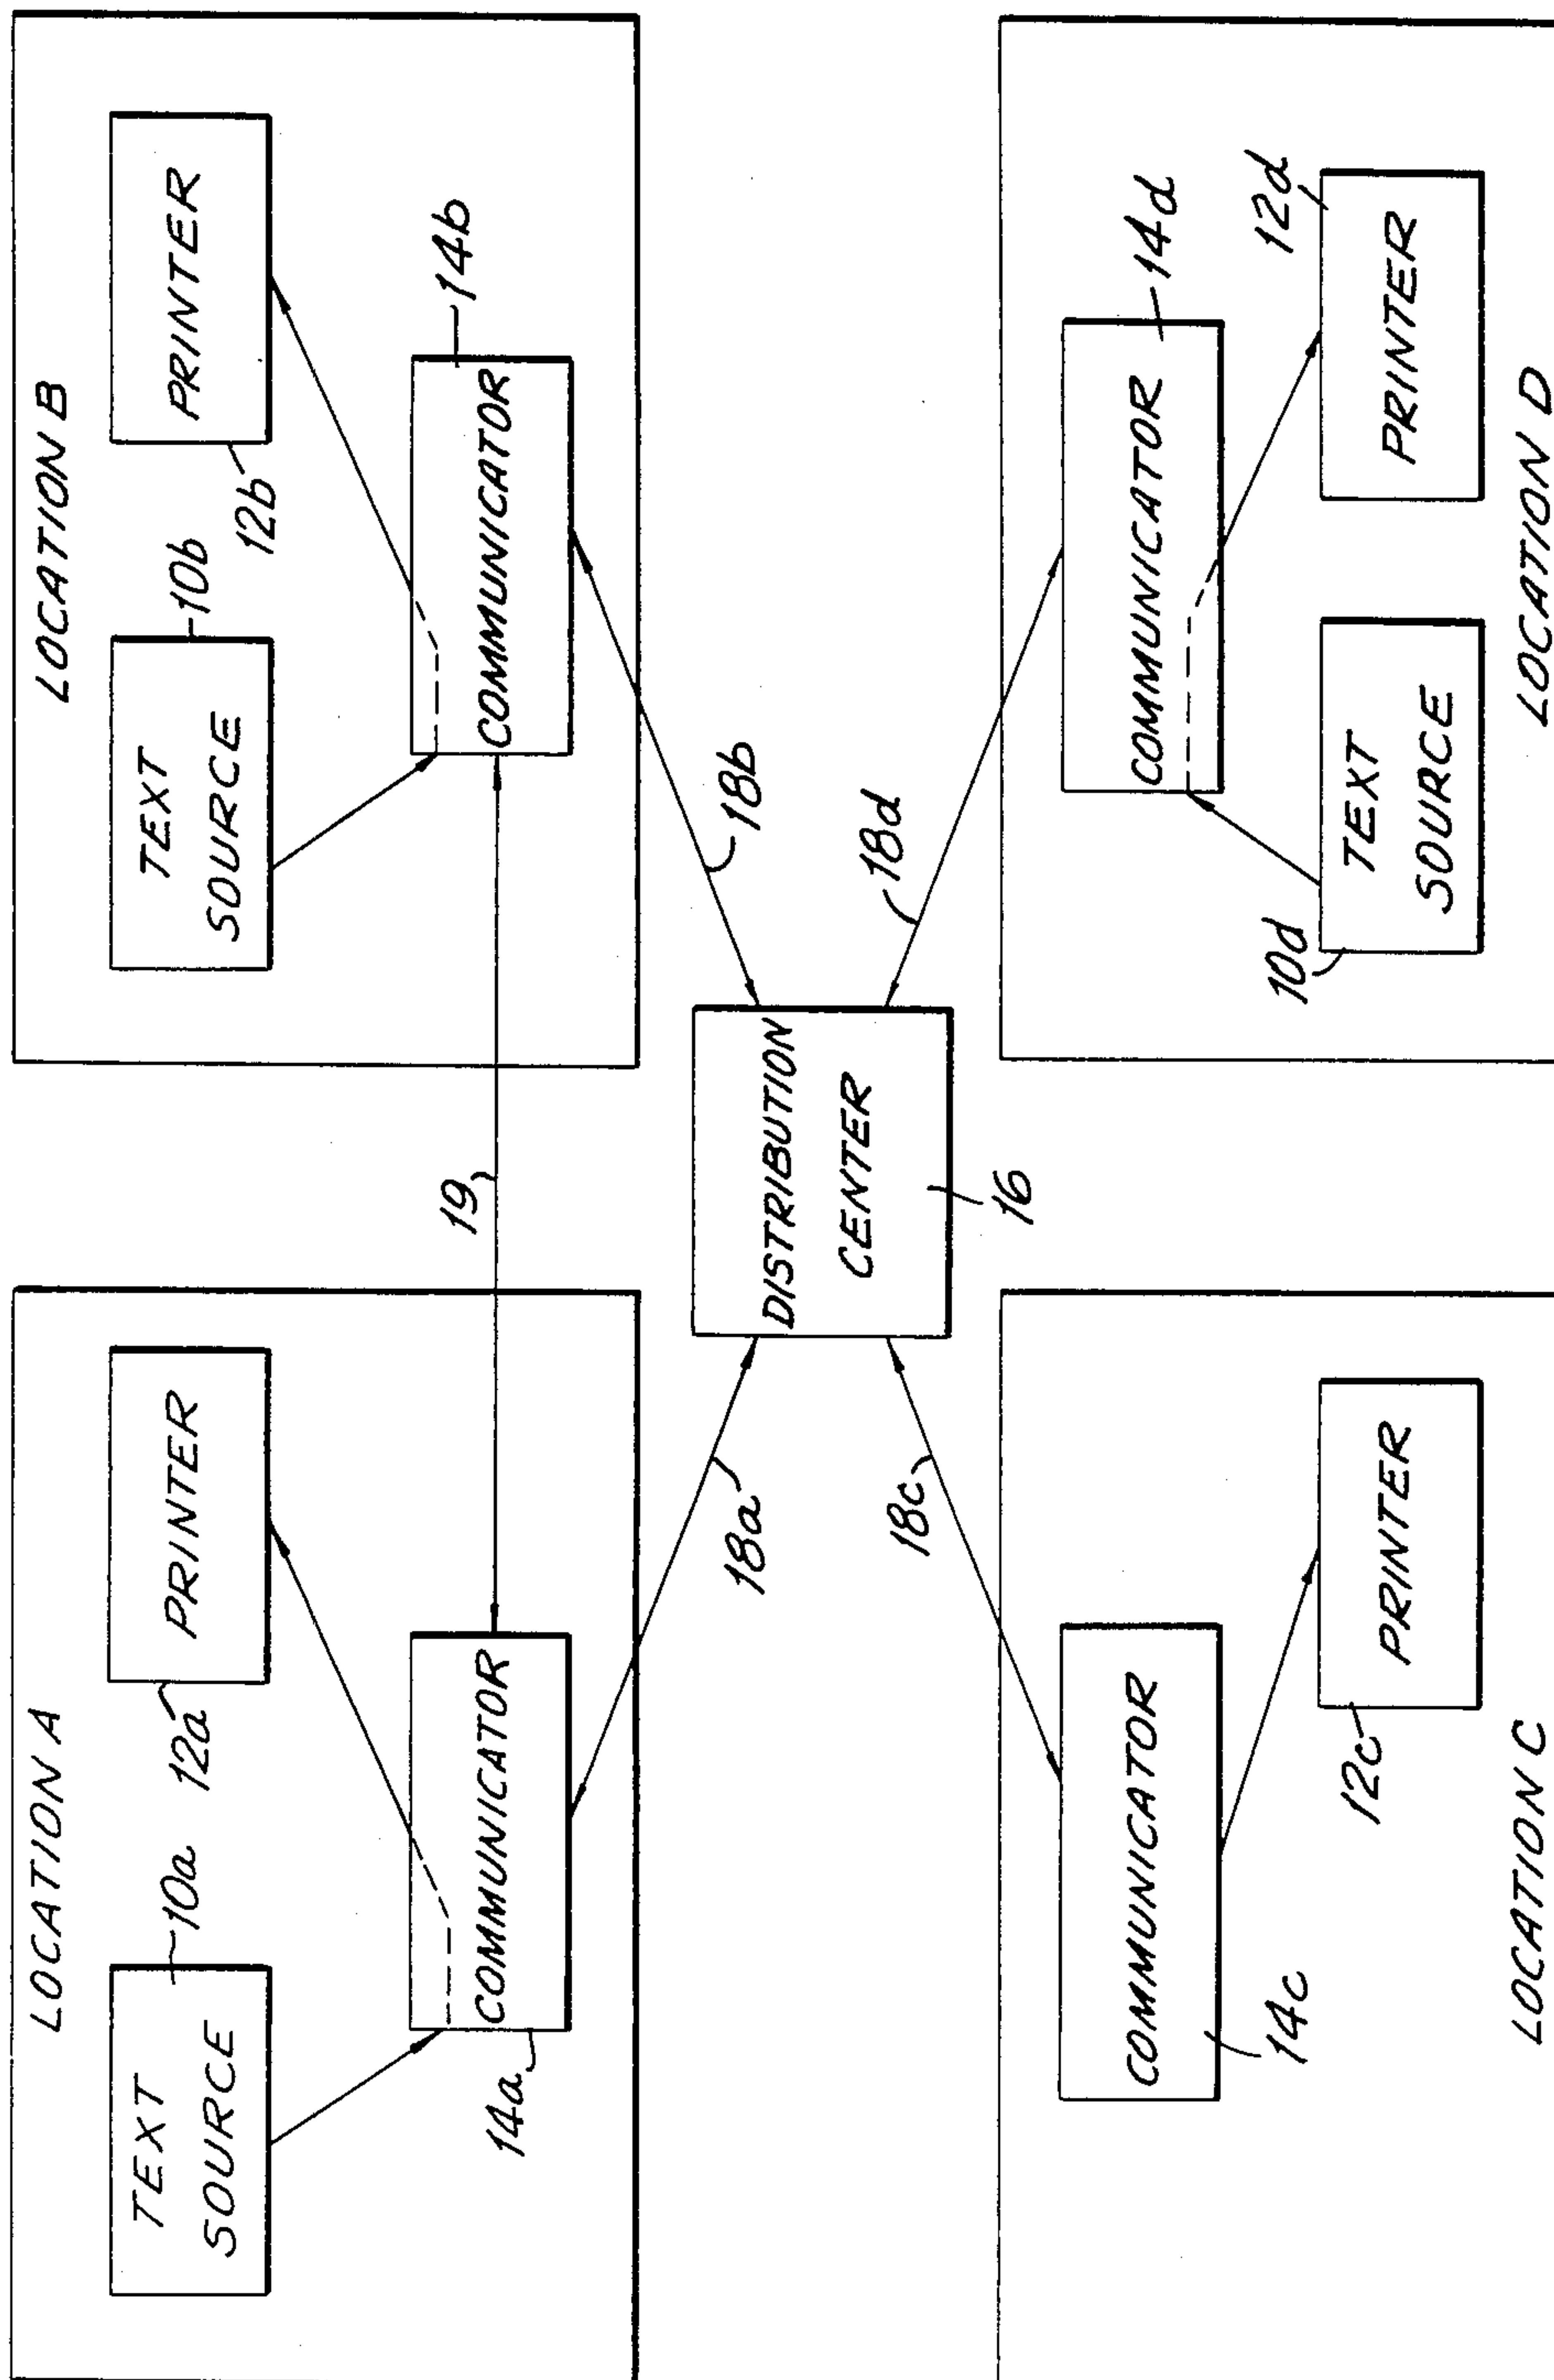 LOCATION A
TEXT
SOURCE
10a
12a
PRINTER
COMMUNICATOR
14a
19
LOCATION B
TEXT
SOURCE
10b
12b
PRINTER
COMMUNICATOR
14b
18a
18b
DISTRIBUTION
CENTER
16
18c
18d
COMMUNICATOR
14c
12c
PRINTER
LOCATION C
COMMUNICATOR
14d
10d
TEXT
SOURCE
12d
PRINTER
LOCATION D